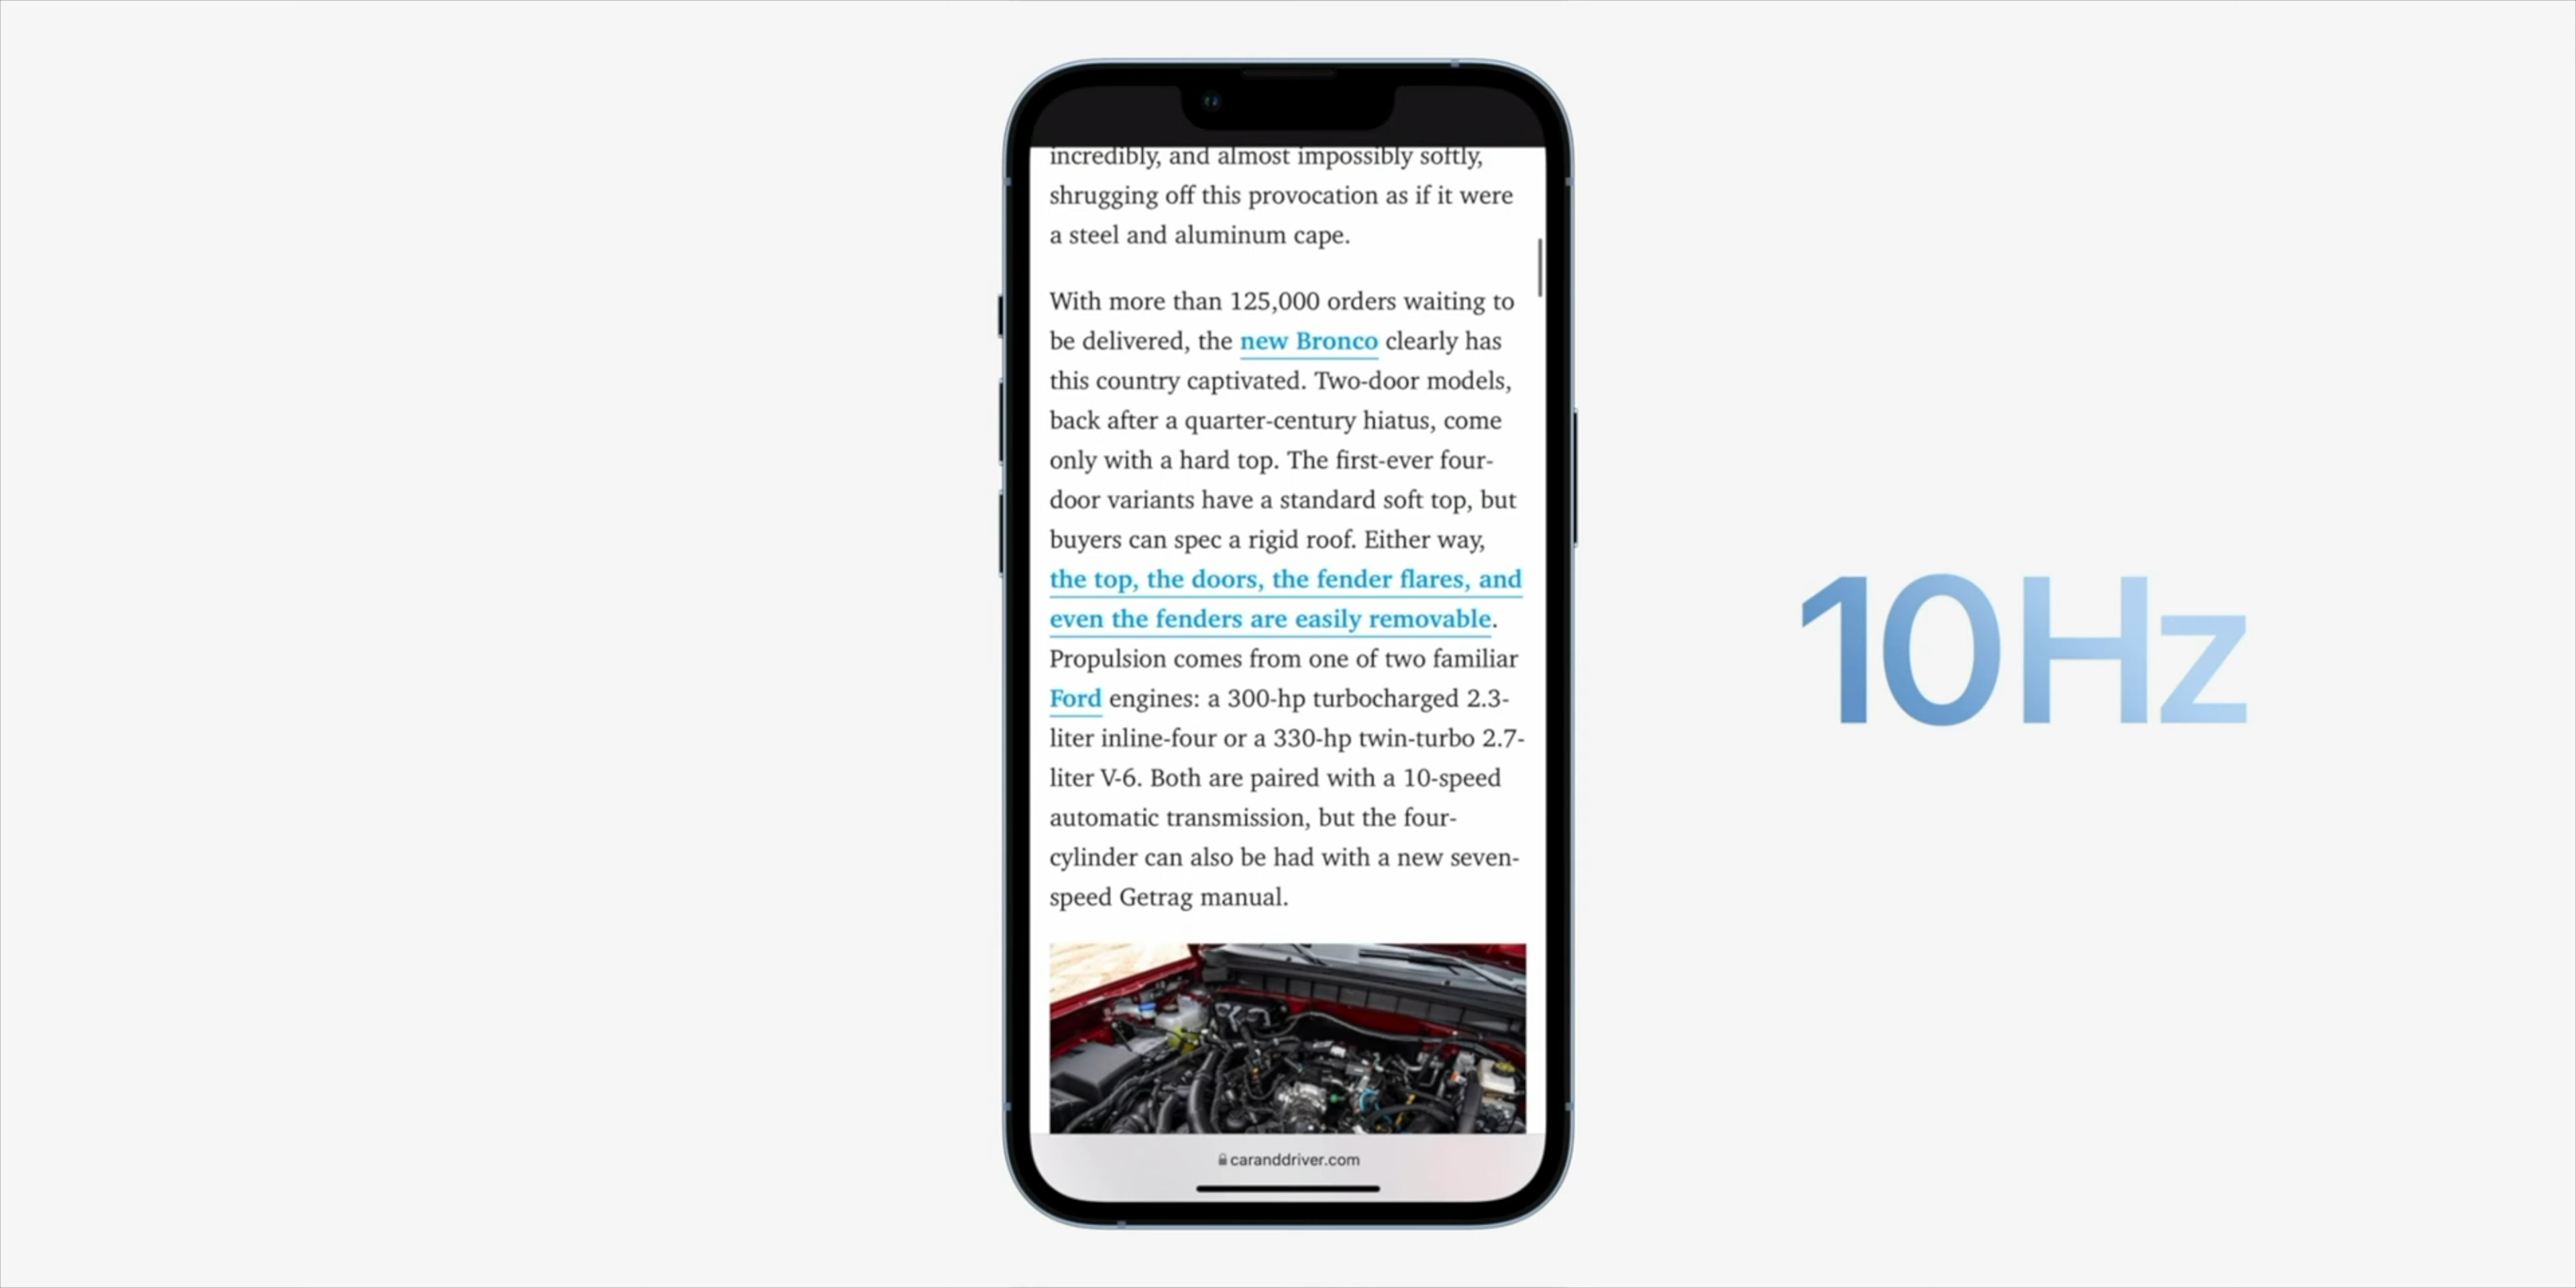 incredibly, and almost impossibly softly,
shrugging off this provocation as if it were
a steel and aluminum cape.
With more than 125,000 orders waiting to
be delivered, the new Bronco clearly has
this country captivated. Two-door models,
back after a quarter-century hiatus, come
only with a hard top. The first-ever four-
door variants have a standard soft top, but
buyers can spec a rigid roof. Either way,
the top, the doors, the fender flares, and
even the fenders are easily removable.
Propulsion comes from one of two familiar
Ford engines: a 300-hp turbocharged 2.3-
liter inline-four or a 330-hp twin-turbo 2.7-
liter V-6. Both are paired with a 10-speed
automatic transmission, but the four-
cylinder can also be had with a new seven-
speed Getrag manual.
caranddriver.com
10Hz